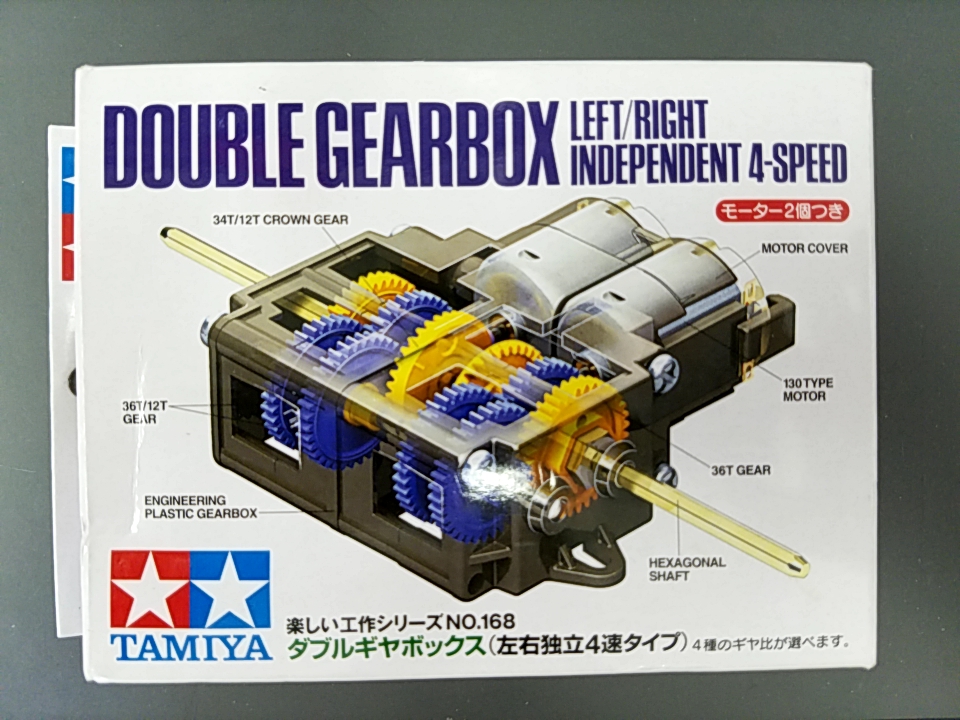 DOUBLE GEARBOX LEFT/RIGHT
INDEPENDENT 4-SPEED
モーター2個つき
34T/12T CROWN GEAR
MOTOR COVER
130 TYPE
MOTOR
36T/12T
GEAR
36T GEAR
ENGINEERING
PLASTIC GEARBOX
HEXAGONAL
SHAFT
TAMIYA
楽しい工作シリーズNO.168
ダブルギヤボックス(左右独立4速タイプ) 4種のギヤ比が選べます。